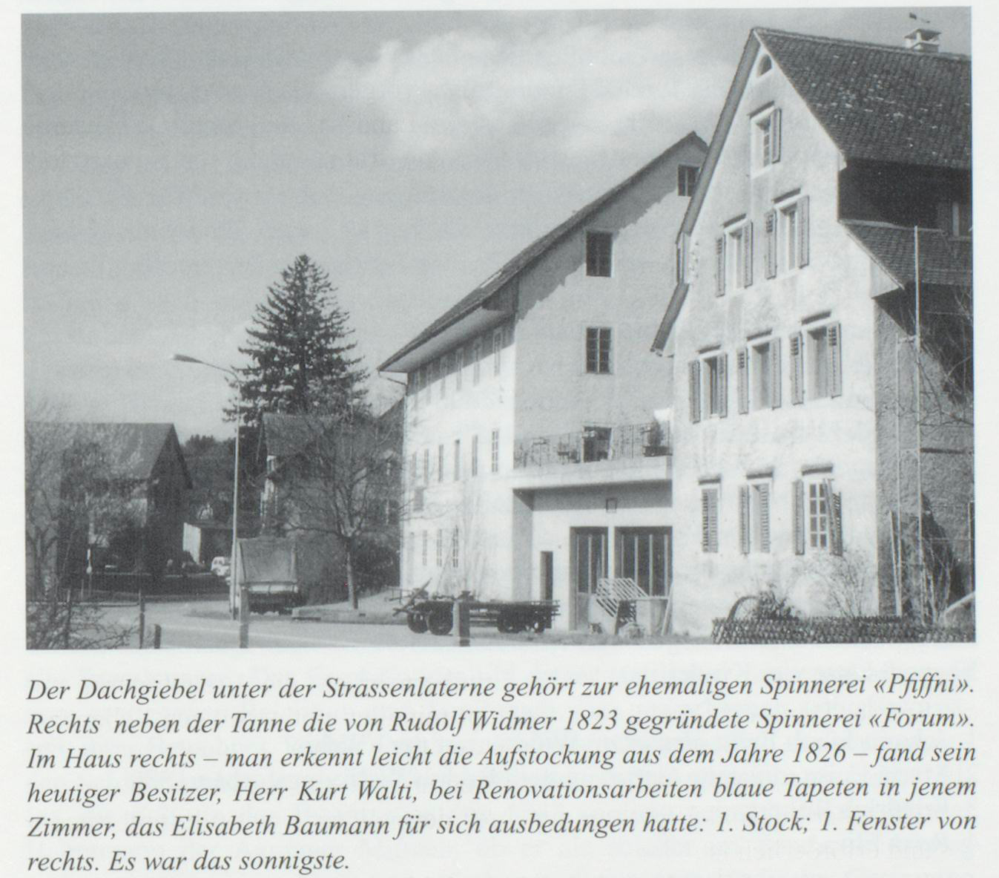 Der Dachgiebel unter der Strassenlaterne gehört zur ehemaligen Spinnerei «Pfiffni».
Rechts neben der Tanne die von Rudolf Widmer 1823 gegründete Spinnerei «Forum».
Im Haus rechts – man erkennt leicht die Aufstockung aus dem Jahre 1826 – fand sein
heutiger Besitzer, Herr Kurt Walti, bei Renovationsarbeiten blaue Tapeten in jenem
Zimmer, das Elisabeth Baumann für sich ausbedungen hatte: 1. Stock; 1. Fenster von
rechts. Es war das sonnigste.